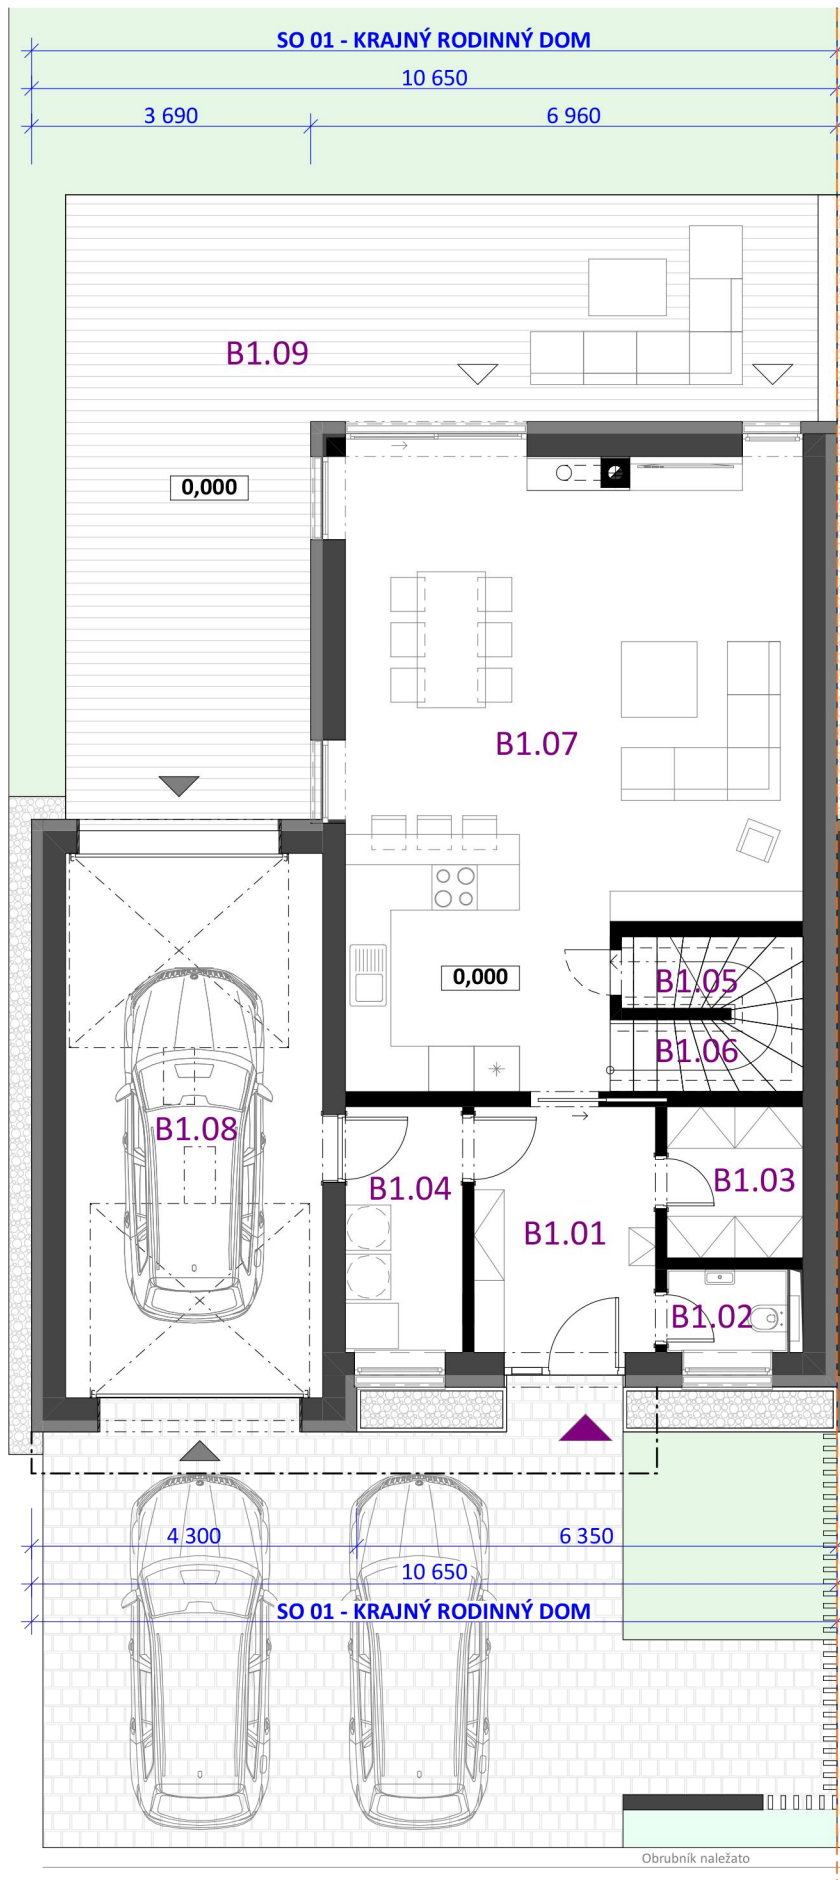 SO 01 - KRAJNÝ RODINNÝ DOM
10 650
3 690 6 960
B1.09
0,000
B1.07
0,000
B1.05
B1.06
B1.08
B1.04
B1.03
B1.01
B1.02
4 300 6 350
10 650
SO 01 - KRAJNÝ RODINNÝ DOM
Obrubník naležato